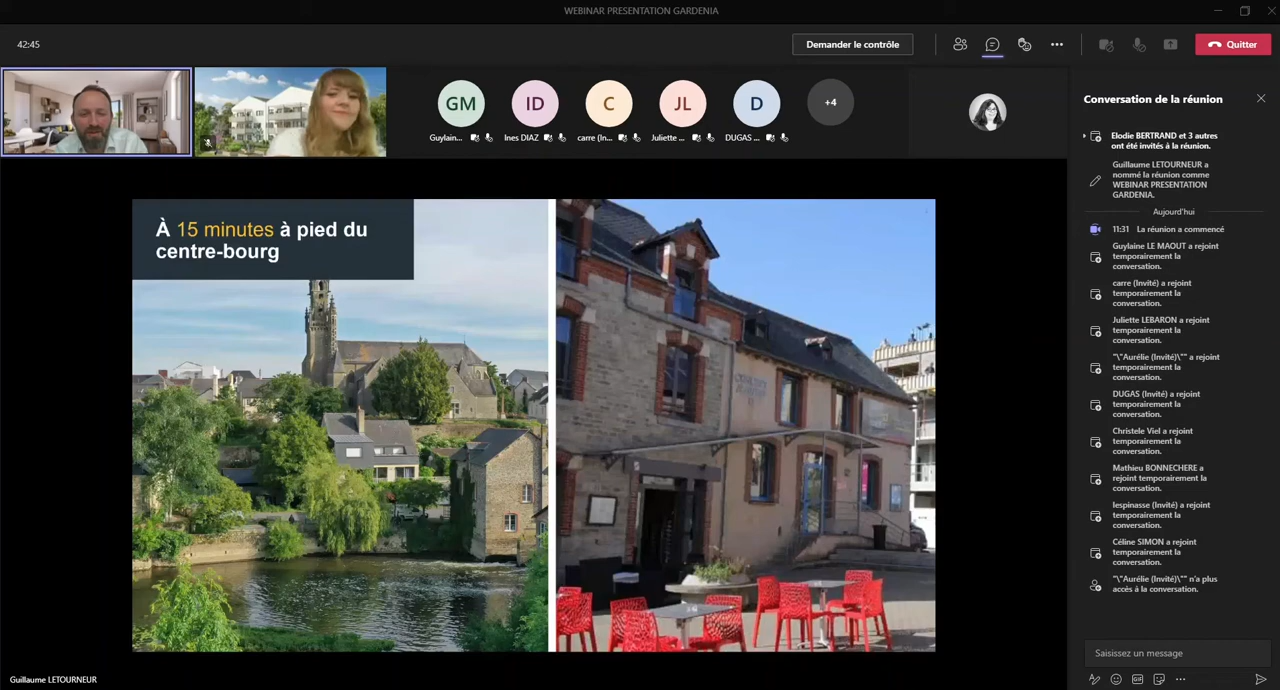 WEBINAR PRESENTATION GARDENIA
42:45
Demander le contrôle
Quitter
GM
ID
C
JL
D
+4
Guylain...
Ines DIAZ
carre (In...
Juliette ...
DUGAS ...
À 15 minutes à pied du
centre-bourg
Guillaume LETOURNEUR
Conversation de la réunion
Elodie BERTRAND et 3 autres
ont été invités à la réunion.
Guillaume LETOURNEUR a
nommé la réunion comme
WEBINAR PRESENTATION
GARDENIA.
Aujourd'hui
11:31 La réunion a commencé
Guylaine LE MAOUT a rejoint
temporairement la
conversation.
carre (Invité) a rejoint
temporairement la
conversation.
Juliette LEBARON a rejoint
temporairement la
conversation.
"\"Aurélie (Invité)\"" a rejoint
temporairement la
conversation.
DUGAS (Invité) a rejoint
temporairement la
conversation.
Christele Viel a rejoint
temporairement la
conversation.
Mathieu BONNECHERE a
rejoint temporairement la
conversation.
lespinasse (Invité) a rejoint
temporairement la
conversation.
Céline SIMON a rejoint
temporairement la
conversation.
"\"Aurélie (Invité)\"" n'a plus
accès à la conversation.
Saisissez un message
GIF